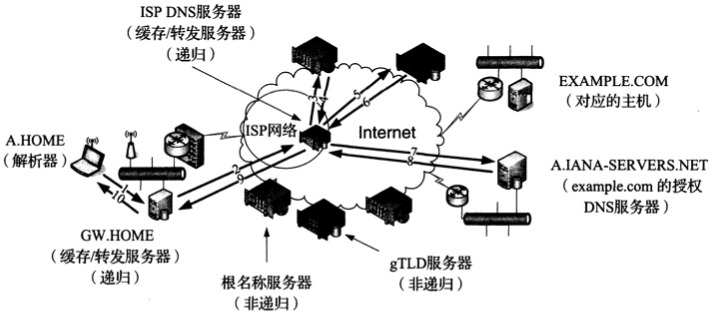 ISP DNS服务器
（缓存/转发服务器）
（递归）
EXAMPLE.COM
（对应的主机）
ISP网络
Internet
3
4
5
6
A.HOME
（解析器）
7
8
A.IANA-SERVERS.NET
（example.com 的授权
DNS服务器）
2
9
1
10
GW.HOME
（缓存/转发服务器）
（递归）
根名称服务器
（非递归）
gTLD服务器
（非递归）